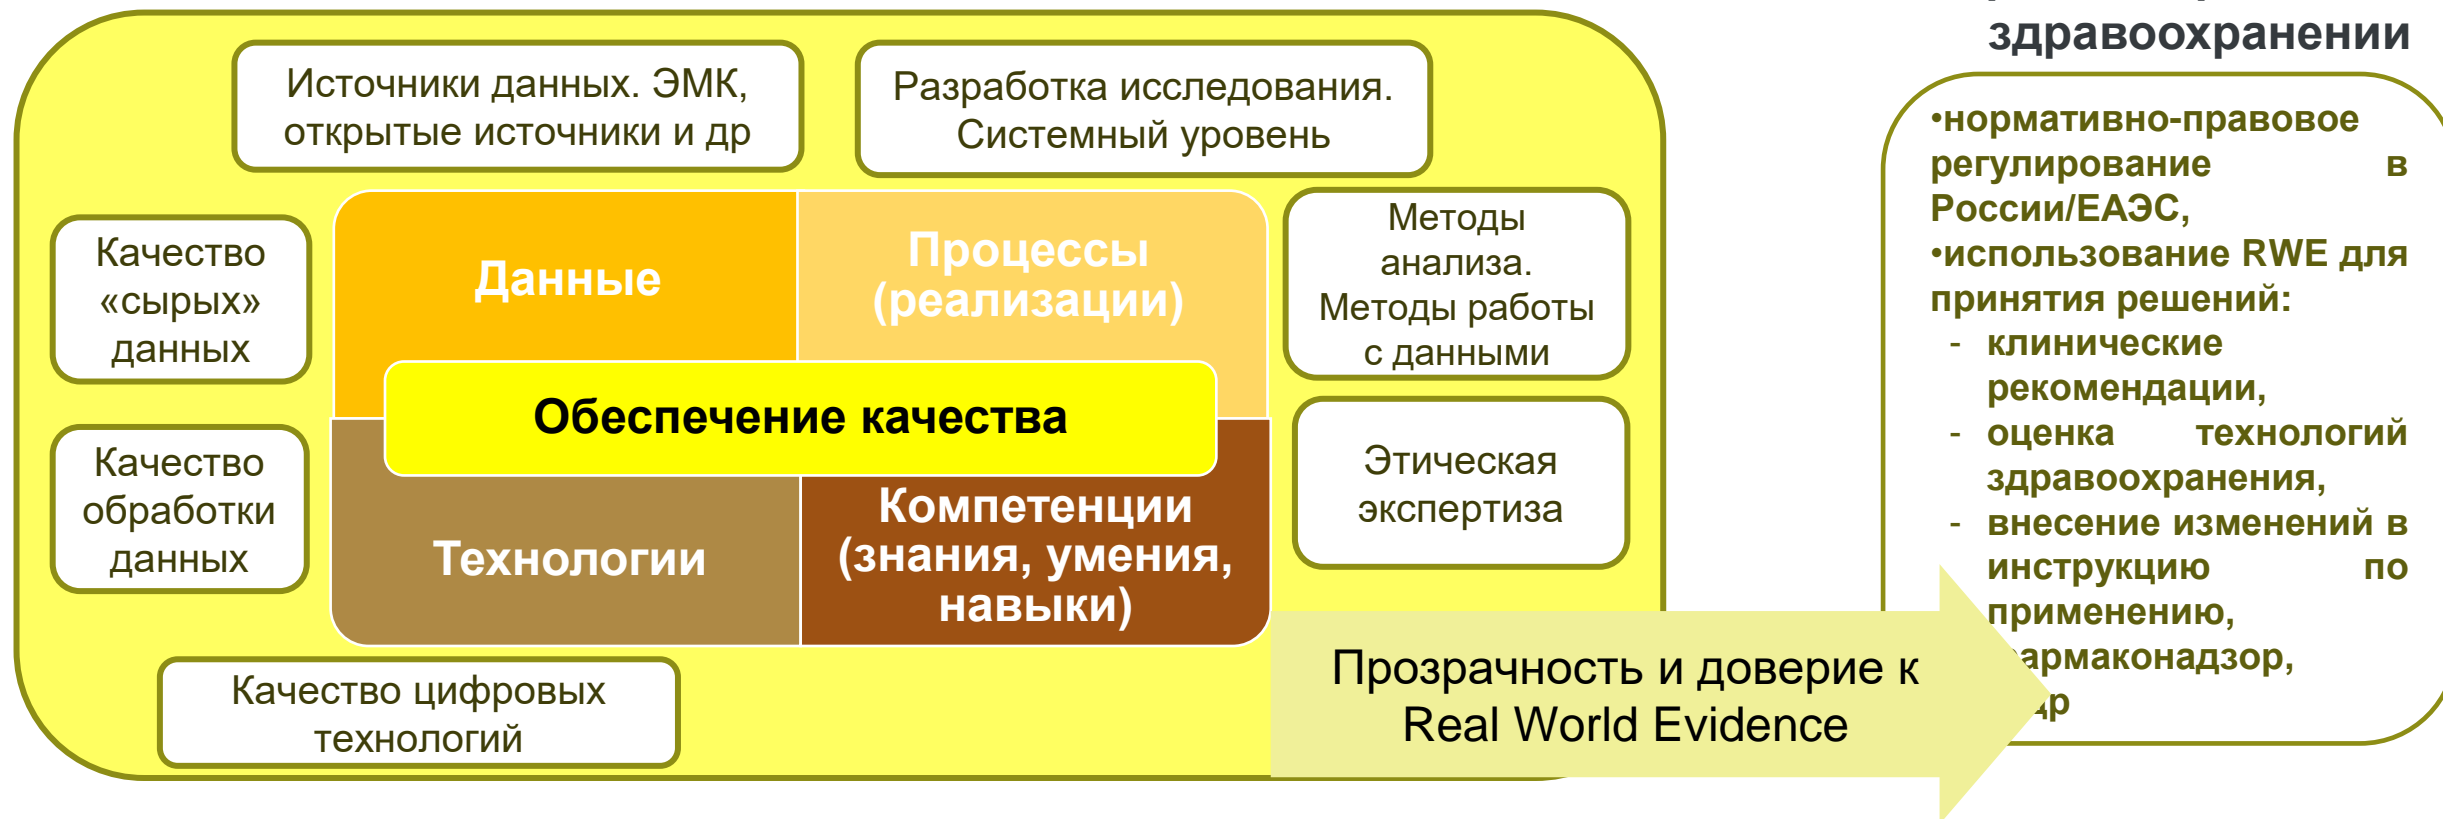 здравоохранении
Источники данных. ЭМК,
открытые источники и др
Разработка исследования.
Системный уровень
Качество
«сырых»
данных
Данные
Процессы
(реализации)
Методы
анализа.
Методы работы
с данными
Обеспечение качества
Качество
обработки
данных
Технологии
Компетенции
(знания, умения,
навыки)
Этическая
экспертиза
Качество цифровых
технологий
Прозрачность и доверие к
Real World Evidence
•нормативно-правовое
регулирование в
России/ЕАЭС,
•использование RWE для
принятия решений:
- клинические
рекомендации,
- оценка технологий
здравоохранения,
- внесение изменений в
инструкцию по
применению,
армаконадзор,
др